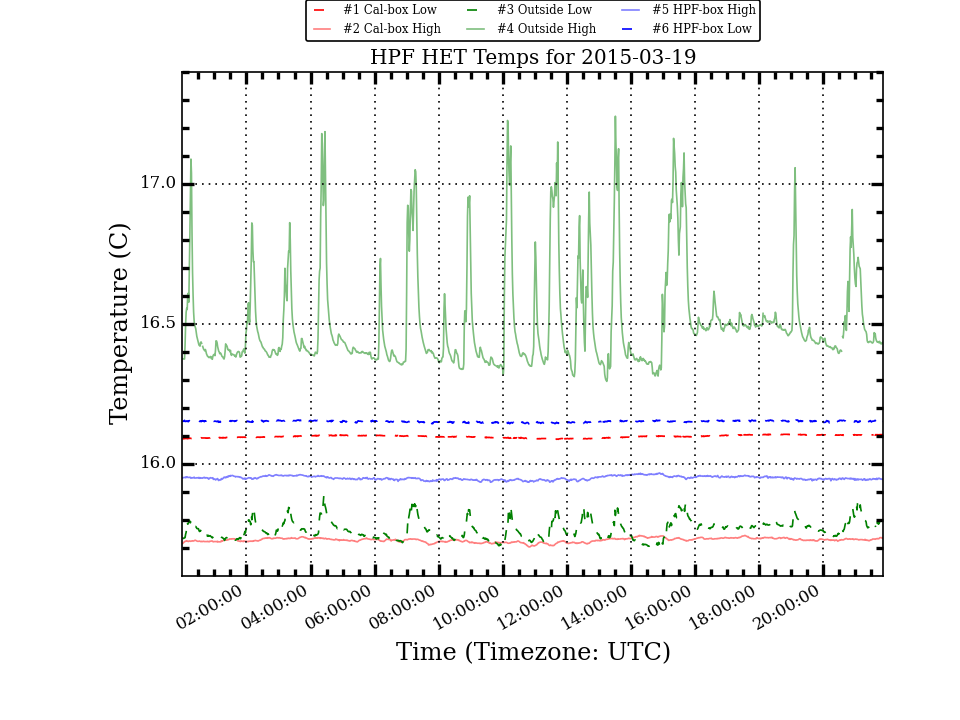 #1 Cal-box Low #3 Outside Low #5 HPF-box High
#2 Cal-box High #4 Outside High #6 HPF-box Low
HPF HET Temps for 2015-03-19
17.0
16.5
16.0
Temperature (C)
02:00:00 04:00:00 06:00:00 08:00:00 10:00:00 12:00:00 14:00:00 16:00:00 18:00:00 20:00:00
Time (Timezone: UTC)